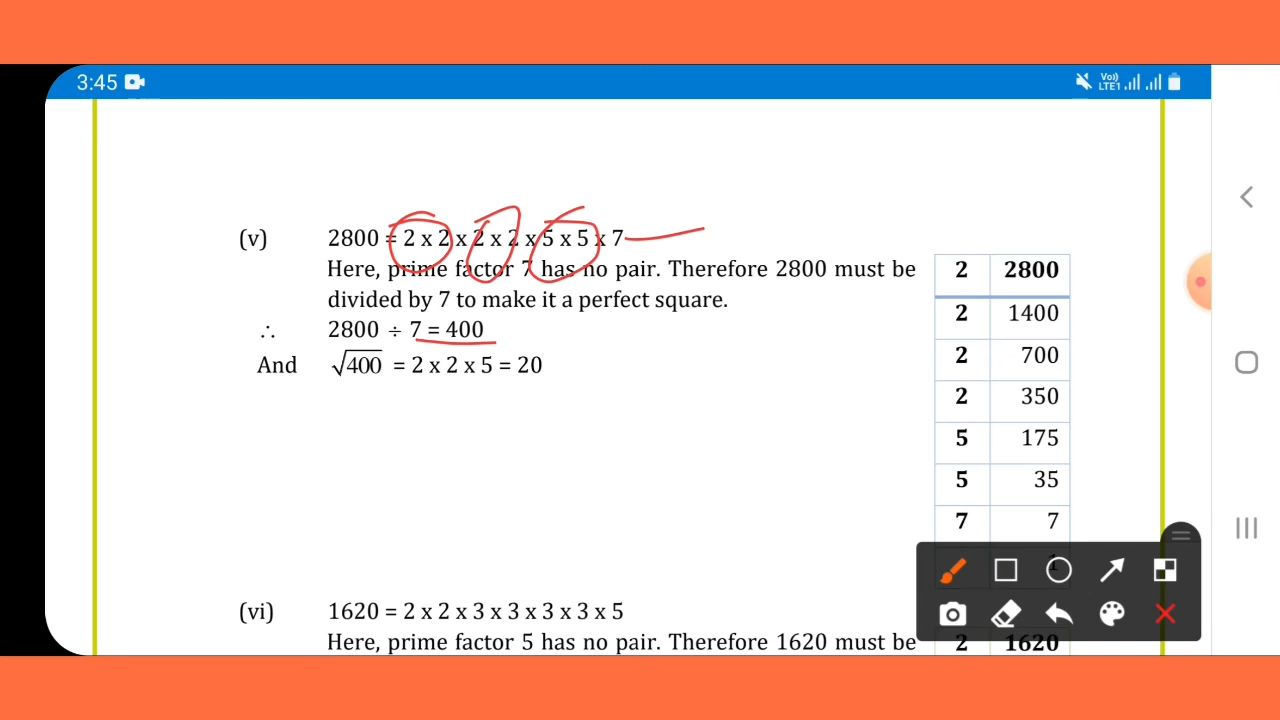 3:45
Vo))
LTE1
(v) 2800 = 2 x 2 x 2 x 2 x 5 x 5 x 7
Here, prime factor 7 has no pair. Therefore 2800 must be
divided by 7 to make it a perfect square.
∴ 2800 ÷ 7 = 400
And √400 = 2 x 2 x 5 = 20
2 2800
2 1400
2 700
2 350
5 175
5 35
7 7
1
(vi) 1620 = 2 x 2 x 3 x 3 x 3 x 3 x 5
Here, prime factor 5 has no pair. Therefore 1620 must be
2 1620